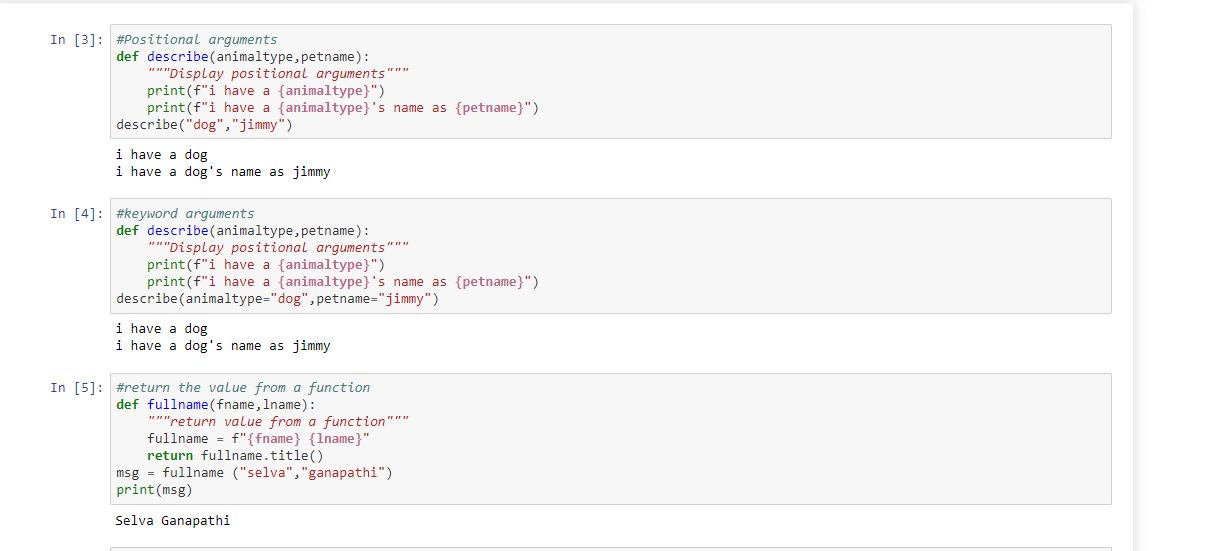 In [3]: #Positional arguments
def describe(animaltype,petname):
    """Display positional arguments"""
    print(f"i have a {animaltype}")
    print(f"i have a {animaltype}'s name as {petname}")
describe("dog","jimmy")
i have a dog
i have a dog's name as jimmy
In [4]: #keyword arguments
def describe(animaltype,petname):
    """Display positional arguments"""
    print(f"i have a {animaltype}")
    print(f"i have a {animaltype}'s name as {petname}")
describe(animaltype="dog",petname="jimmy")
i have a dog
i have a dog's name as jimmy
In [5]: #return the value from a function
def fullname(fname,lname):
    """return value from a function"""
    fullname = f"{fname} {lname}"
    return fullname.title()
msg = fullname ("selva","ganapathi")
print(msg)
Selva Ganapathi